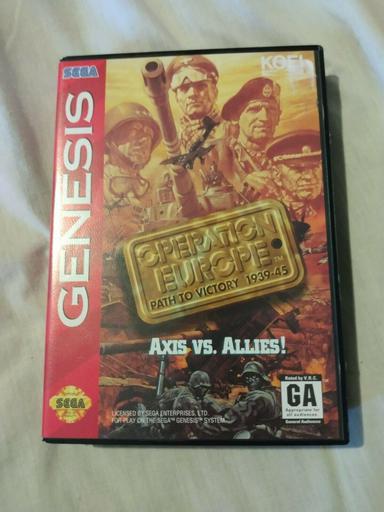 SEGA
GENESIS
KOEI
OPERATION
EUROPE™
PATH TO VICTORY 1939-45
AXIS VS. ALLIES!
Rated by V.R.C.
GA
Appropriate for
all audiences.
General Audiences
SEGA
LICENSED BY SEGA ENTERPRISES, LTD.
FOR PLAY ON THE SEGA™ GENESIS™ SYSTEM.